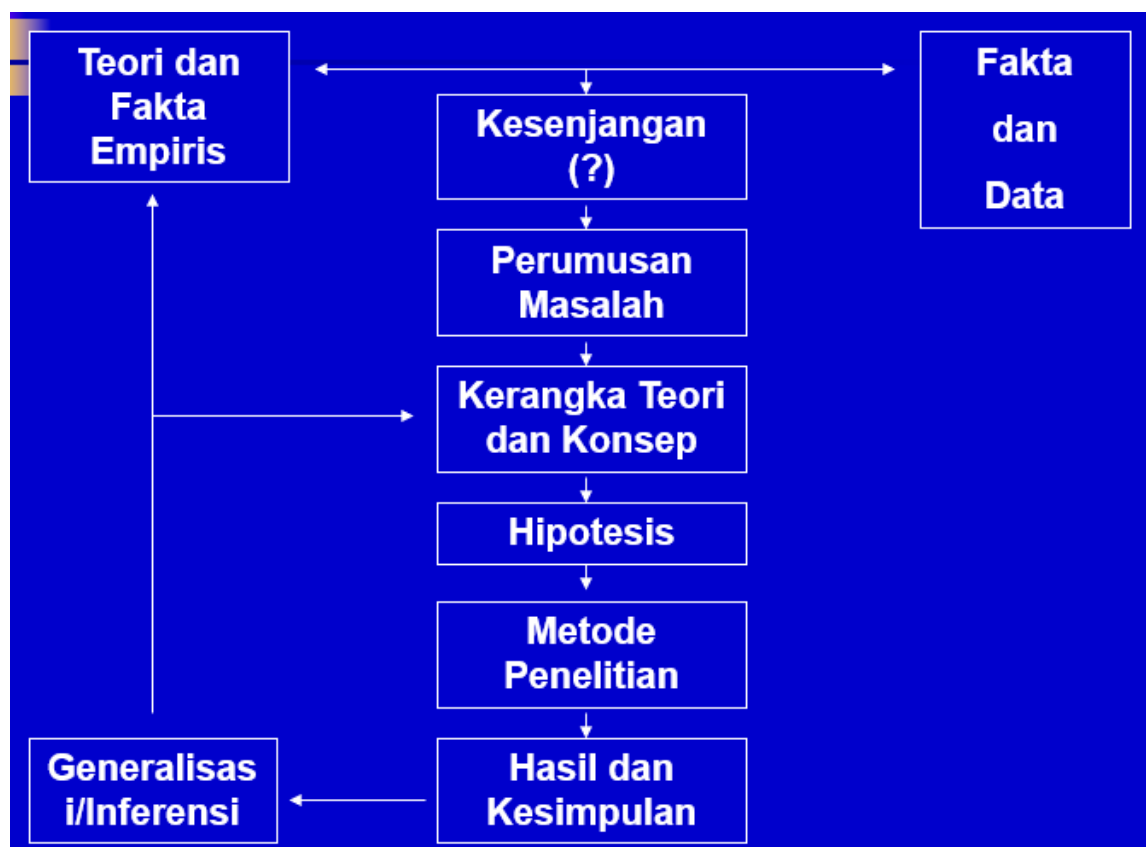 Teori dan
Fakta
Empiris
Fakta
dan
Data
Kesenjangan
(?)
Perumusan
Masalah
Kerangka Teori
dan Konsep
Hipotesis
Metode
Penelitian
Generalisas
i/Inferensi
Hasil dan
Kesimpulan